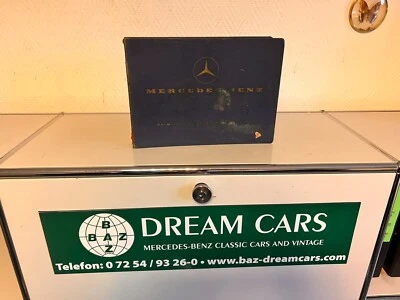 MERCEDES-BENZ
BAZ
DREAM CARS
MERCEDES-BENZ CLASSIC CARS AND VINTAGE
Telefon: 0 72 54 / 93 26-0 • www.baz-dreamcars.com